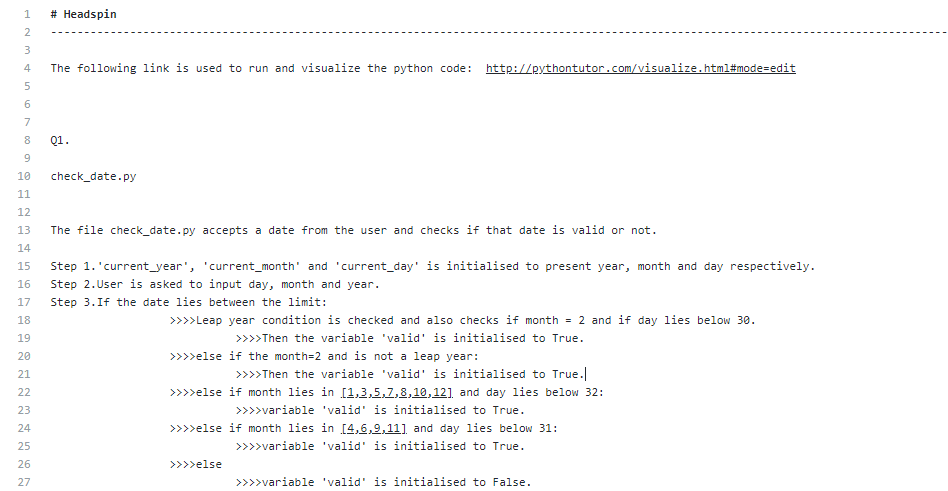 1 # Headspin
2 ----------------------------------------------------------------------------------------------------------------------------------------
3
4 The following link is used to run and visualize the python code:  http://pythontutor.com/visualize.html#mode=edit
5
6
7
8 Q1.
9
10 check_date.py
11
12
13 The file check_date.py accepts a date from the user and checks if that date is valid or not.
14
15 Step 1.'current_year', 'current_month' and 'current_day' is initialised to present year, month and day respectively.
16 Step 2.User is asked to input day, month and year.
17 Step 3.If the date lies between the limit:
18 >>>>Leap year condition is checked and also checks if month = 2 and if day lies below 30.
19 >>>>Then the variable 'valid' is initialised to True.
20 >>>>else if the month=2 and is not a leap year:
21 >>>>Then the variable 'valid' is initialised to True.
22 >>>>else if month lies in [1,3,5,7,8,10,12] and day lies below 32:
23 >>>>variable 'valid' is initialised to True.
24 >>>>else if month lies in [4,6,9,11] and day lies below 31:
25 >>>>variable 'valid' is initialised to True.
26 >>>>else
27 >>>>variable 'valid' is initialised to False.